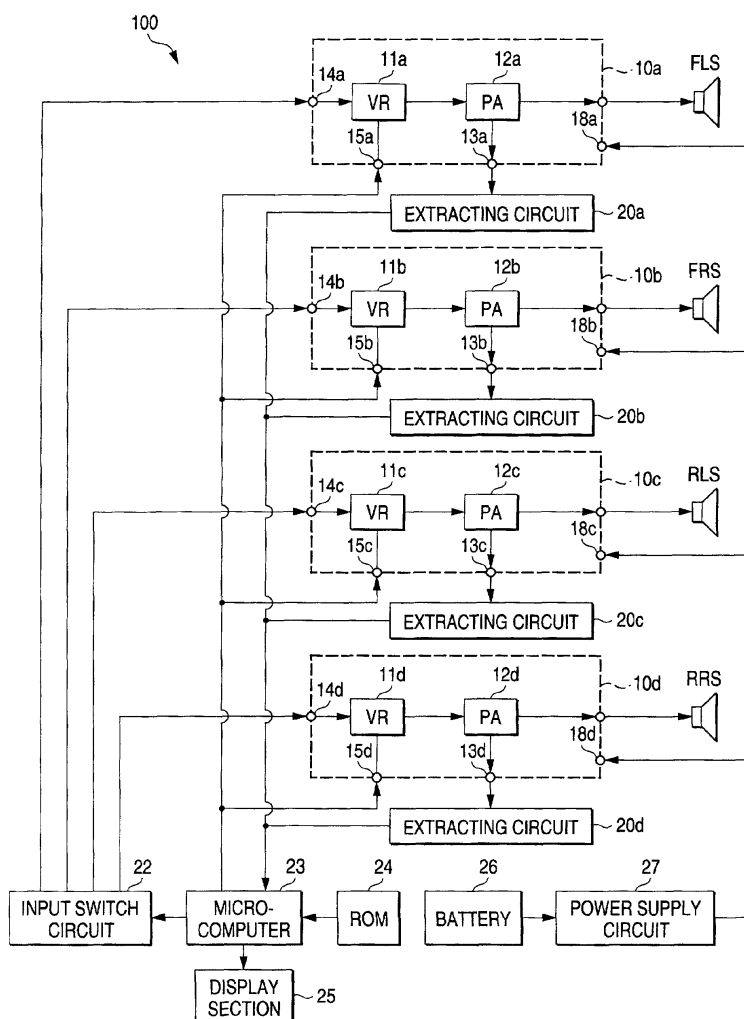 100
14a
11a
12a
10a
FLS
VR
PA
15a
13a
18a
EXTRACTING CIRCUIT
20a
14b
11b
12b
10b
FRS
VR
PA
15b
13b
18b
EXTRACTING CIRCUIT
20b
14c
11c
12c
10c
RLS
VR
PA
15c
13c
18c
EXTRACTING CIRCUIT
20c
14d
11d
12d
10d
RRS
VR
PA
15d
13d
18d
EXTRACTING CIRCUIT
20d
22
23
24
26
27
INPUT SWITCH
CIRCUIT
MICRO-
COMPUTER
ROM
BATTERY
POWER SUPPLY
CIRCUIT
DISPLAY
SECTION
25